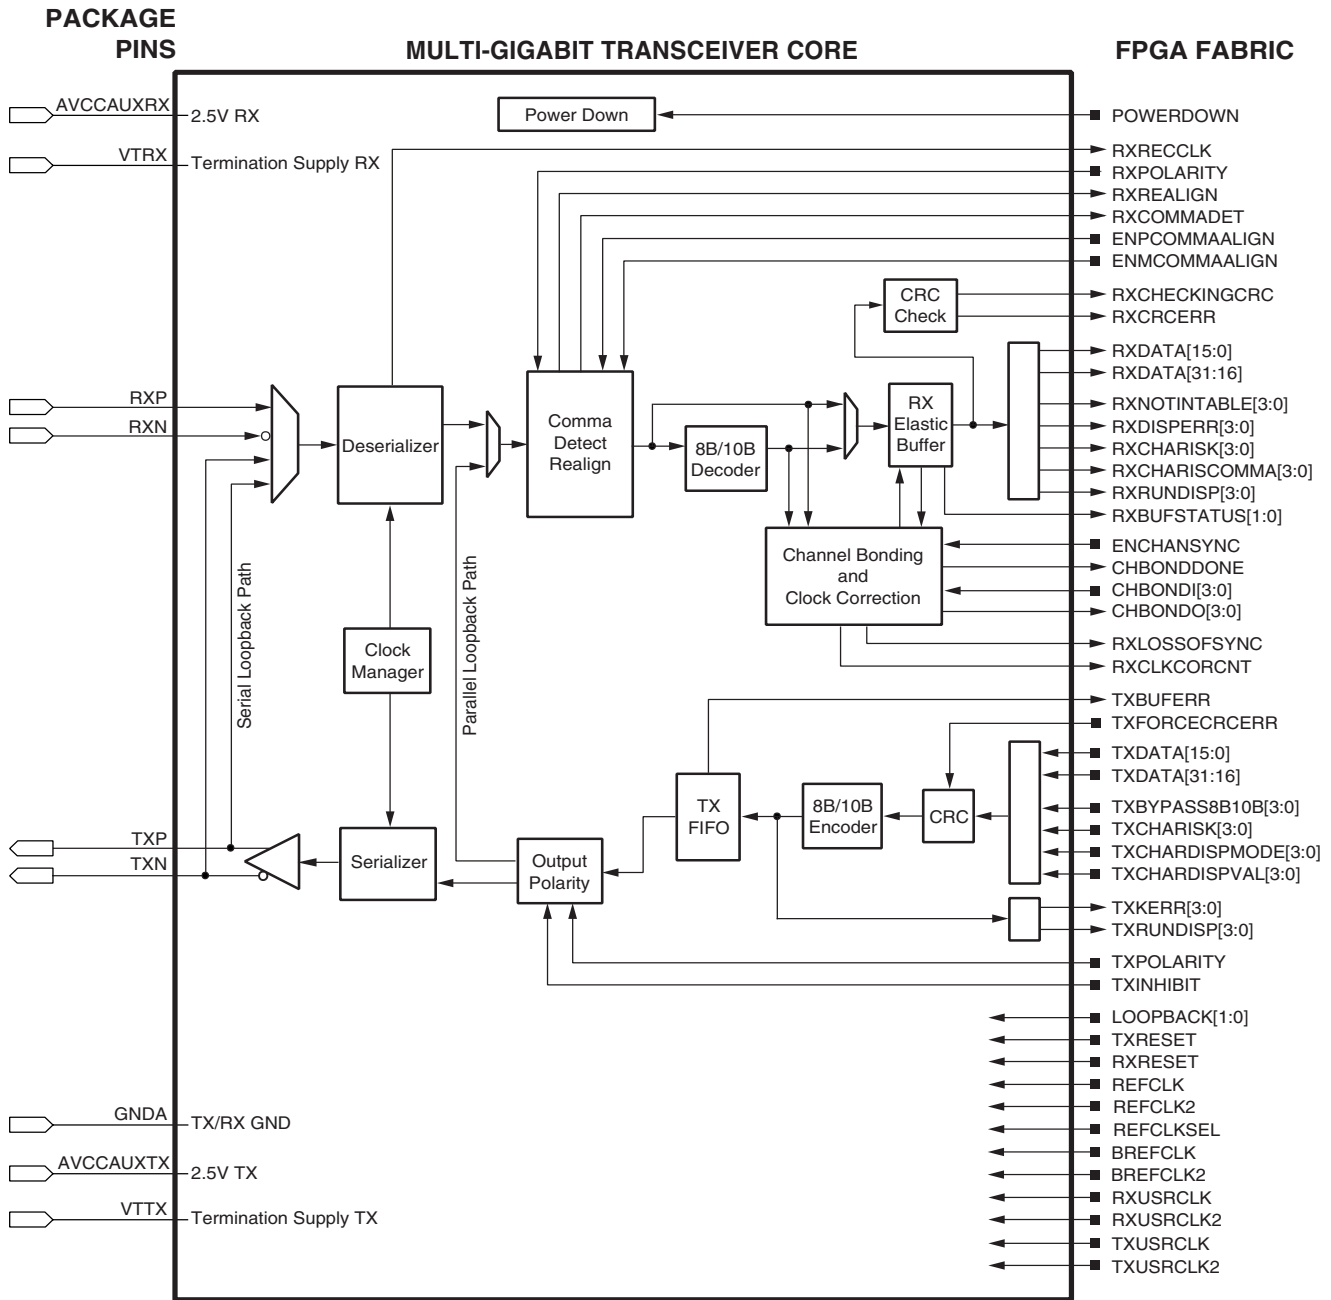 PACKAGE
PINS
MULTI-GIGABIT TRANSCEIVER CORE
FPGA FABRIC
AVCCAUXRX
2.5V RX
Power Down
POWERDOWN
VTRX
Termination Supply RX
RXRECCLK
RXPOLARITY
RXREALIGN
RXCOMMADET
ENPCOMMAALIGN
ENMCOMMAALIGN
CRC
Check
RXCHECKINGCRC
RXCRCERR
RXDATA[15:0]
RXDATA[31:16]
RXP
RXN
Deserializer
Comma
Detect
Realign
8B/10B
Decoder
RX
Elastic
Buffer
RXNOTINTABLE[3:0]
RXDISPERR[3:0]
RXCHARISK[3:0]
RXCHARISCOMMA[3:0]
RXRUNDISP[3:0]
RXBUFSTATUS[1:0]
Channel Bonding
and
Clock Correction
ENCHANSYNC
CHBONDDONE
CHBONDI[3:0]
CHBONDO[3:0]
RXLOSSOFSYNC
RXCLKCORCNT
Serial Loopback Path
Clock
Manager
Parallel Loopback Path
TXBUFERR
TXFORCECRCERR
TXDATA[15:0]
TXDATA[31:16]
TX
FIFO
8B/10B
Encoder
CRC
TXBYPASS8B10B[3:0]
TXCHARISK[3:0]
TXCHARDISPMODE[3:0]
TXCHARDISPVAL[3:0]
TXP
TXN
Serializer
Output
Polarity
TXKERR[3:0]
TXRUNDISP[3:0]
TXPOLARITY
TXINHIBIT
LOOPBACK[1:0]
TXRESET
RXRESET
REFCLK
REFCLK2
REFCLKSEL
BREFCLK
BREFCLK2
RXUSRCLK
RXUSRCLK2
TXUSRCLK
TXUSRCLK2
GNDA
TX/RX GND
AVCCAUXTX
2.5V TX
VTTX
Termination Supply TX